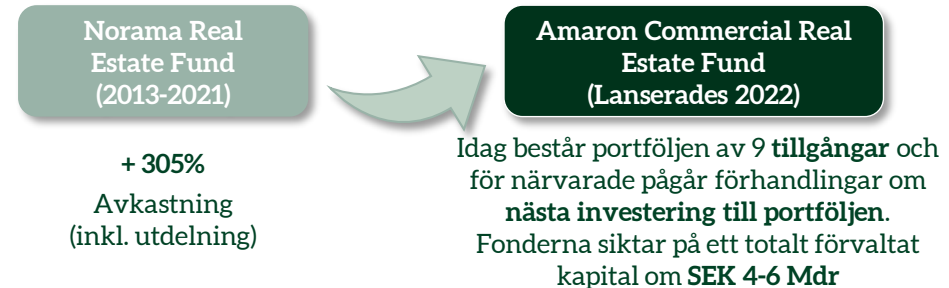 Norama Real
Estate Fund
(2013-2021)
+ 305%
Avkastning
(inkl. utdelning)
Amaron Commercial Real
Estate Fund
(Lanserades 2022)
Idag består portföljen av 9 tillgångar och
för närvarade pågår förhandlingar om
nästa investering till portföljen.
Fonderna siktar på ett totalt förvaltat
kapital om SEK 4-6 Mdr